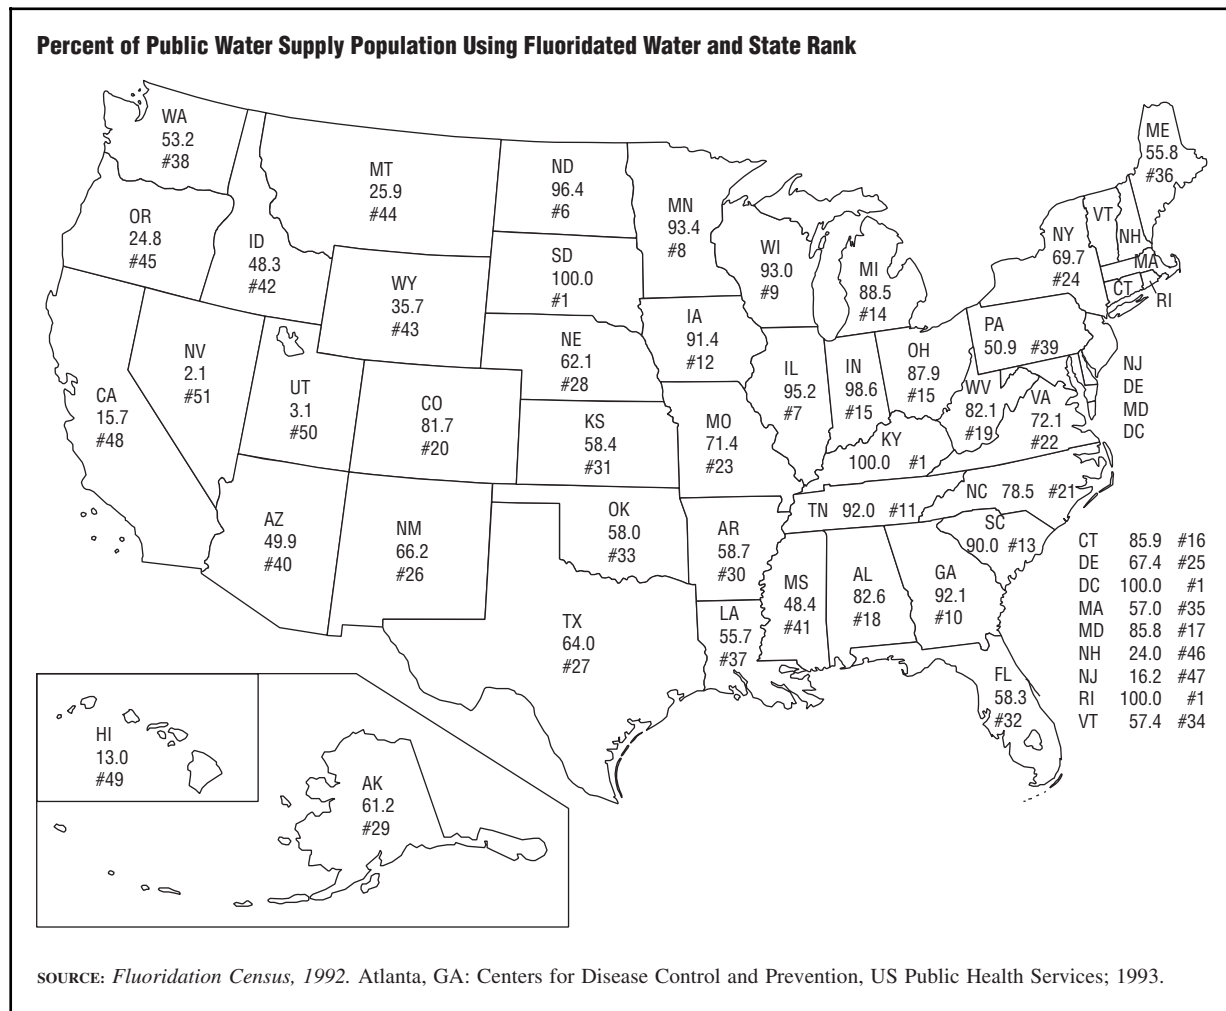 Percent of Public Water Supply Population Using Fluoridated Water and State Rank
WA
53.2
#38
OR
24.8
#45
ID
48.3
#42
MT
25.9
#44
WY
35.7
#43
ND
96.4
#6
SD
100.0
#1
NE
62.1
#28
MN
93.4
#8
WI
93.0
#9
MI
88.5
#14
IA
91.4
#12
IL
95.2
#7
IN
98.6
#15
OH
87.9
#15
PA
50.9 #39
NY
69.7
#24
VT
NH
ME
55.8
#36
MA
CT
RI
NJ
DE
MD
DC
WV
82.1
#19
VA
72.1
#22
KY
100.0 #1
CA
15.7
#48
NV
2.1
#51
UT
3.1
#50
CO
81.7
#20
KS
58.4
#31
MO
71.4
#23
AZ
49.9
#40
NM
66.2
#26
OK
58.0
#33
AR
58.7
#30
TN 92.0 #11
NC 78.5 #21
SC
90.0 #13
MS
48.4
#41
AL
82.6
#18
GA
92.1
#10
TX
64.0
#27
LA
55.7
#37
FL
58.3
#32
HI
13.0
#49
AK
61.2
#29
CT 85.9 #16
DE 67.4 #25
DC 100.0 #1
MA 57.0 #35
MD 85.8 #17
NH 24.0 #46
NJ 16.2 #47
RI 100.0 #1
VT 57.4 #34
SOURCE: Fluoridation Census, 1992. Atlanta, GA: Centers for Disease Control and Prevention, US Public Health Services; 1993.